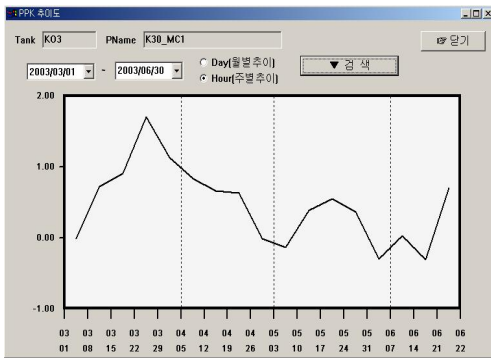 PPK 추이도
Tank K03 PName K30_MC1 닫기
2003/03/01 - 2003/06/30 Day(월별추이) ▼ 검 색
Hour(주별추이)
2.00
1.00
0.00
-1.00
03 03 03 03 03 04 04 04 04 05 05 05 05 05 06 06 06 06
01 08 15 22 29 05 12 19 26 03 10 17 24 31 07 14 21 22